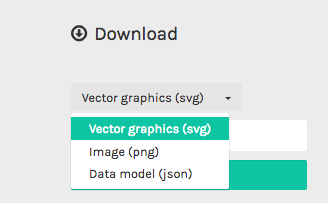 Download
Vector graphics (svg)
Vector graphics (svg)
Image (png)
Data model (json)